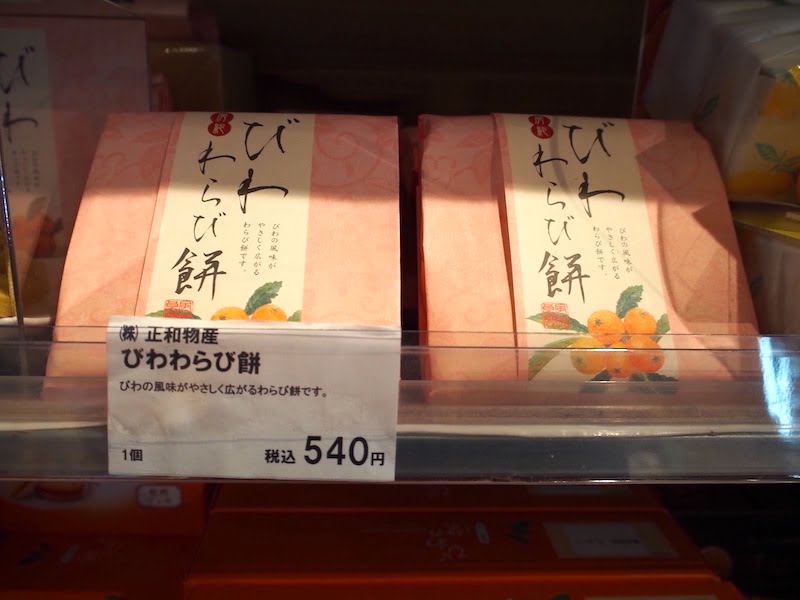 びわ
わらび餅
びわの風味が
やさしく広がる
わらび餅です。
びわ
わらび餅
びわの風味が
やさしく広がる
わらび餅です。
びわ
㈱ 正和物産
びわわらび餅
びわの風味がやさしく広がるわらび餅です。
1個 税込 540円